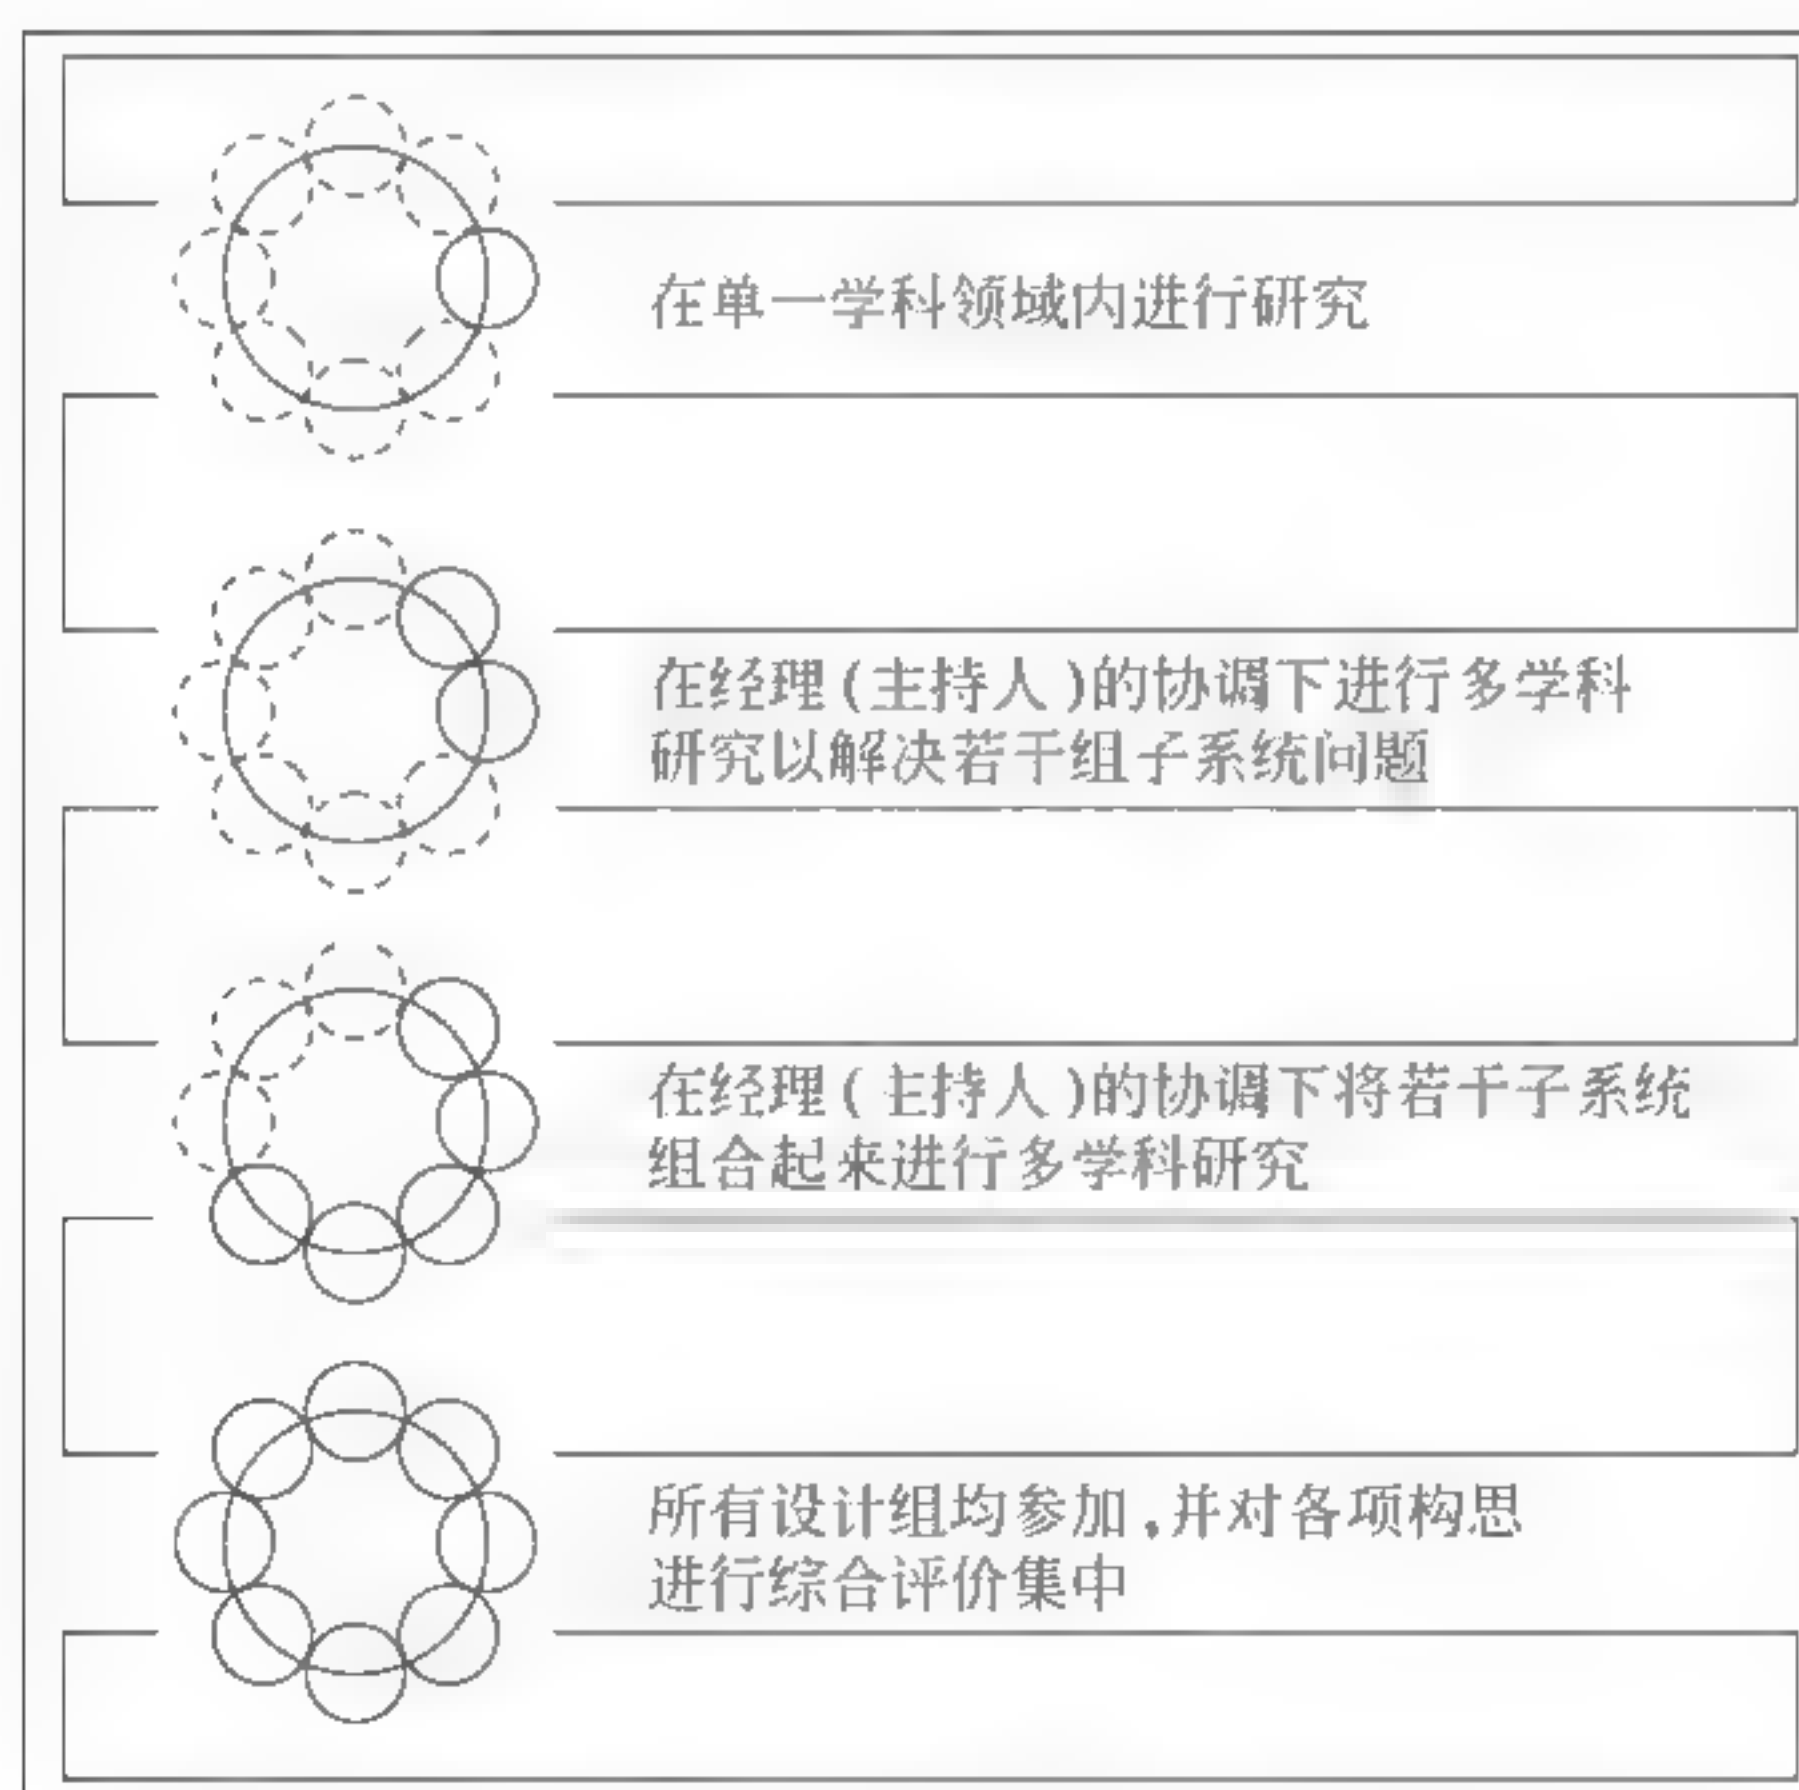 在单一学科领域内进行研究
在经理(主持人)的协调下进行多学科
研究以解决若干组子系统问题
在经理(主持人)的协调下将若干子系统
组合起来进行多学科研究
所有设计组均参加,并对各项构思
进行综合评价集中